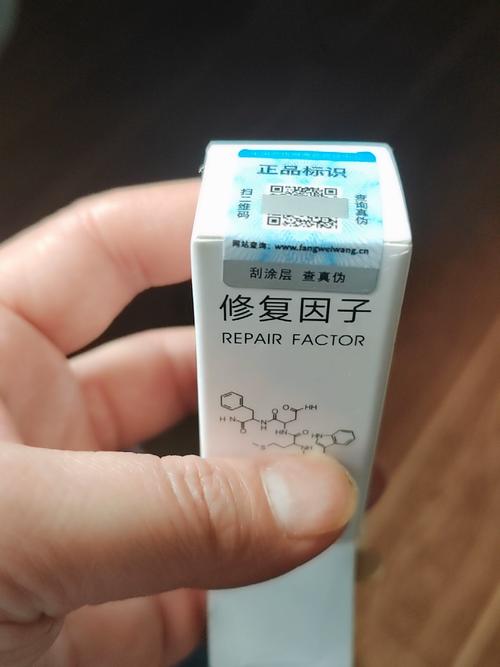 正品标识
扫二维码
查询真伪
网站查询：www.fangweiwang.cn
刮涂层 查真伪
修复因子
REPAIR FACTOR